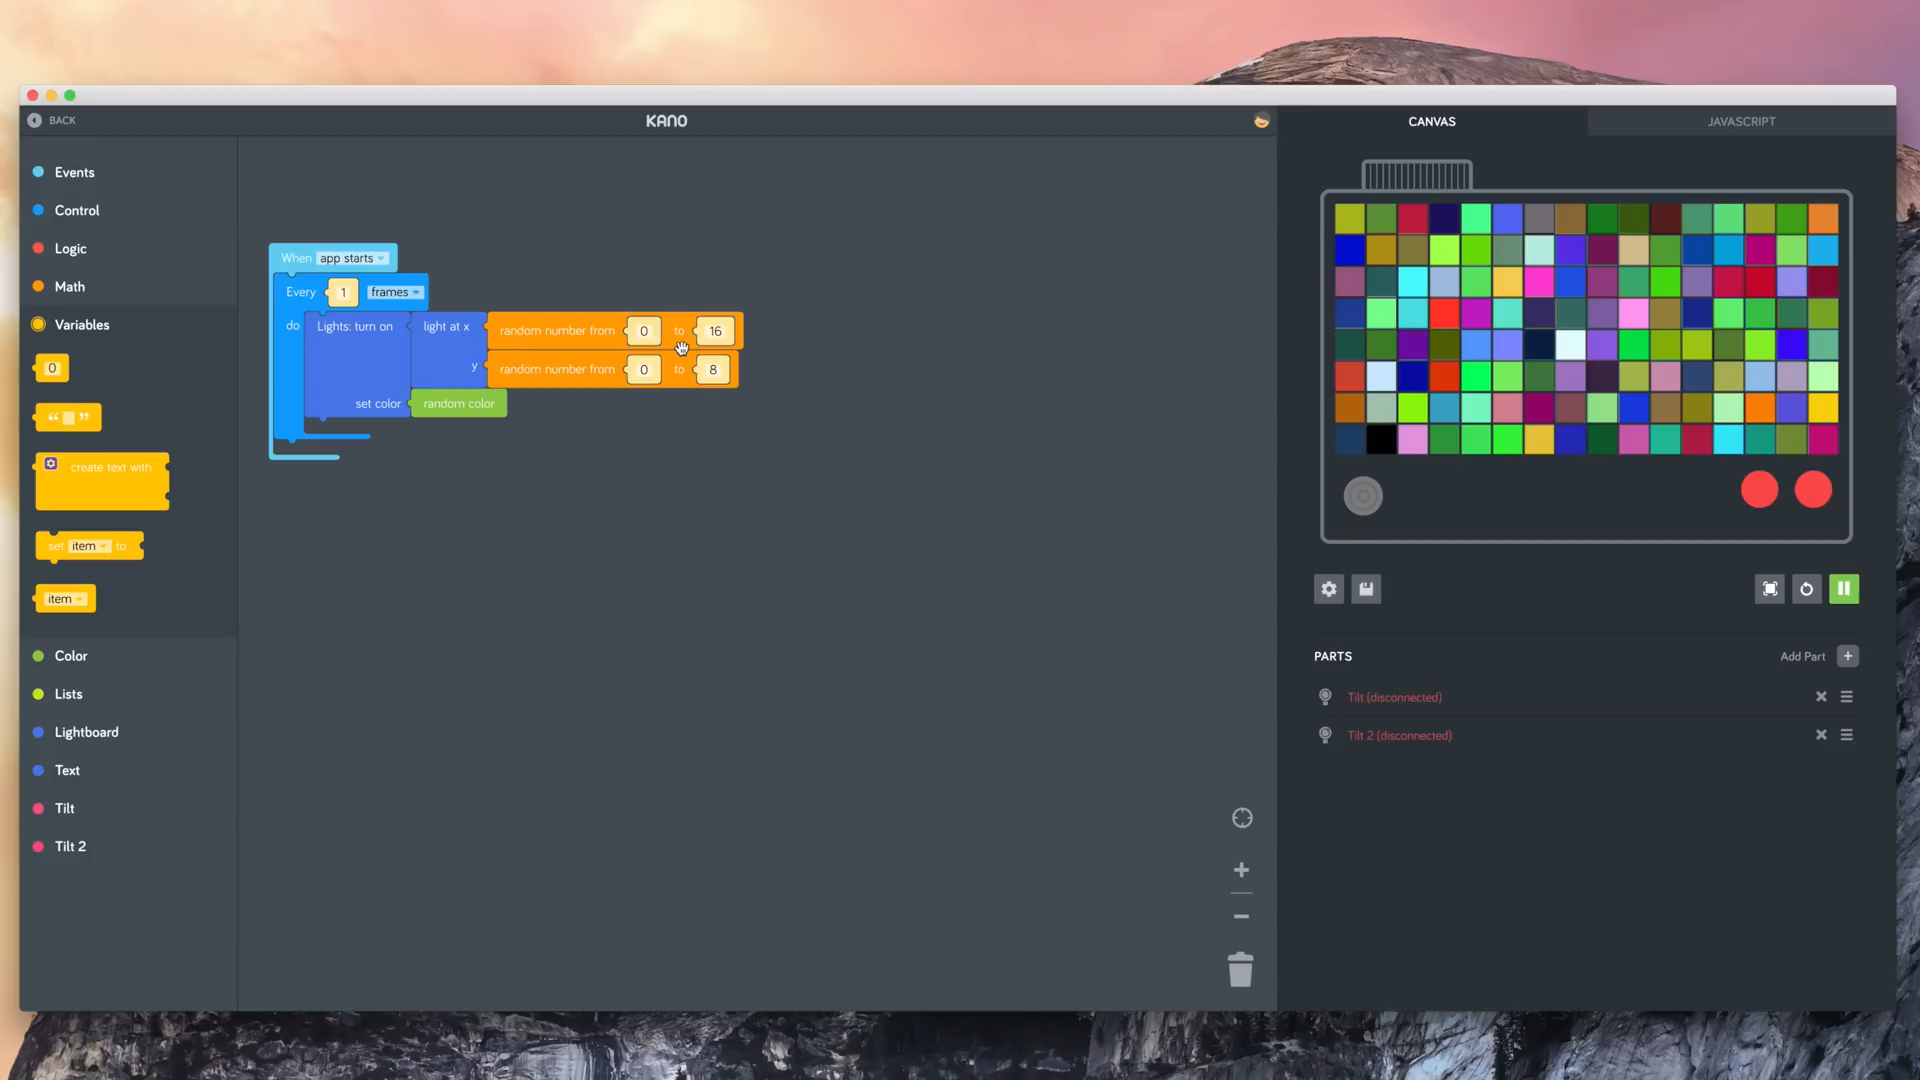 BACK
KANO
CANVAS
JAVASCRIPT
Events
Control
Logic
Math
Variables
0
“ ”
create text with
set item to
item
Color
Lists
Lightboard
Text
Tilt
Tilt 2
When app starts
Every 1 frames
do Lights: turn on light at x random number from 0 to 16
y random number from 0 to 8
set color random color
PARTS
Add Part +
Tilt (disconnected)
Tilt 2 (disconnected)